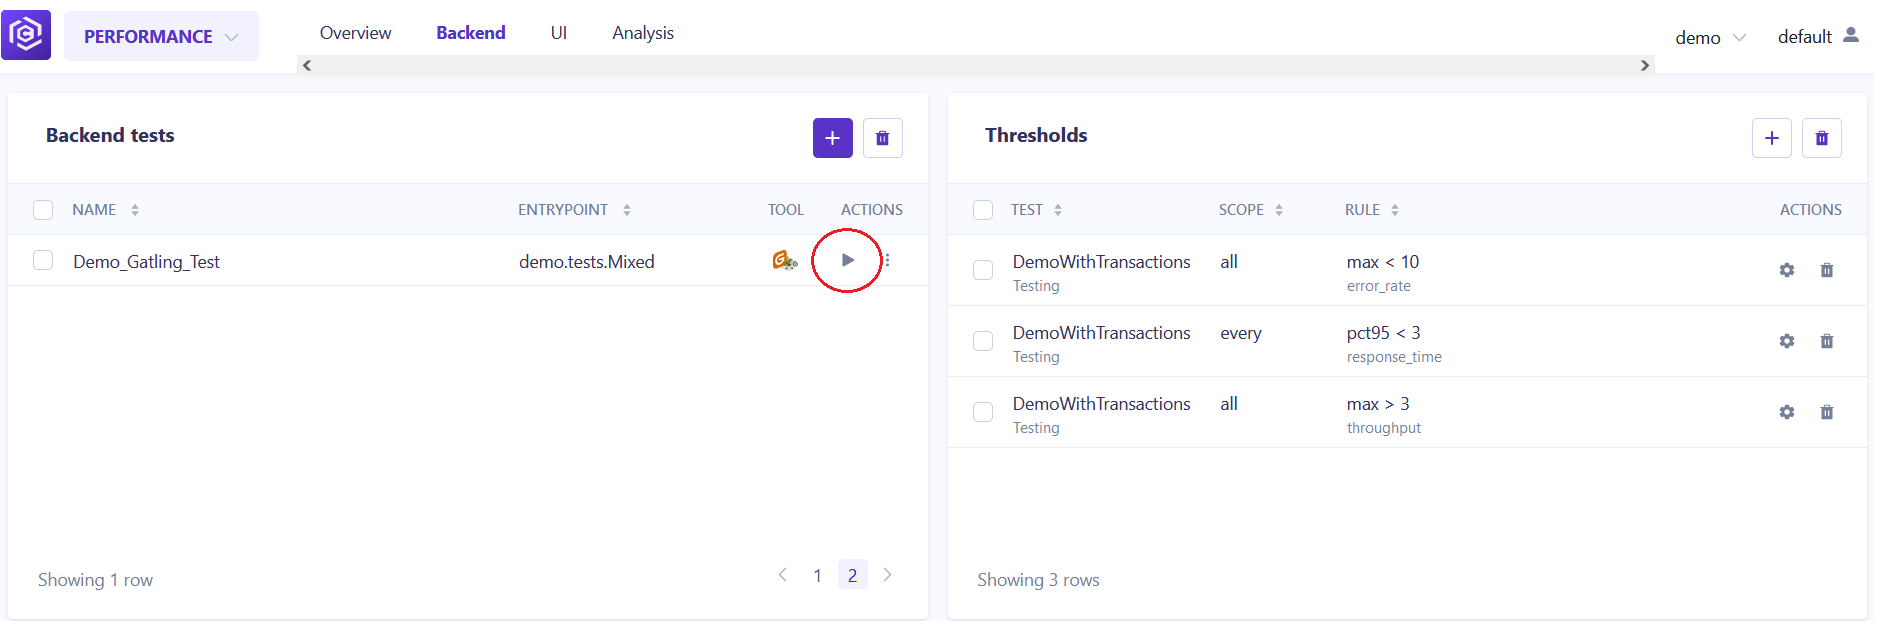 PERFORMANCE Overview Backend UI Analysis demo default
Backend tests
NAME ENTRYPOINT TOOL ACTIONS
Demo_Gatling_Test demo.tests.Mixed
Showing 1 row 1 2
Thresholds
TEST SCOPE RULE ACTIONS
DemoWithTransactions all max < 10
Testing error_rate
DemoWithTransactions every pct95 < 3
Testing response_time
DemoWithTransactions all max > 3
Testing throughput
Showing 3 rows